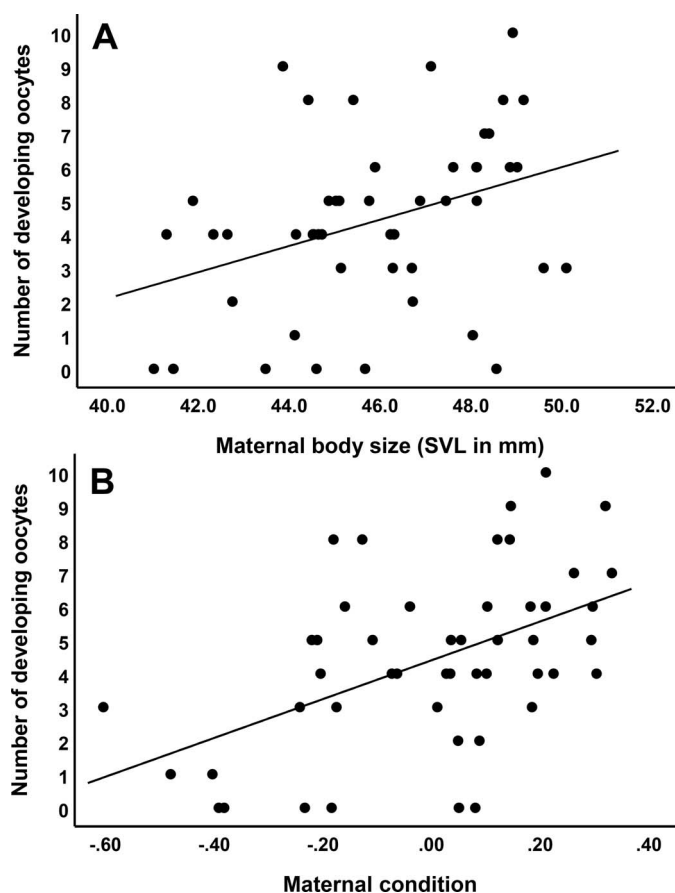 A
Number of developing oocytes
10
9
8
7
6
5
4
3
2
1
0
40.0 42.0 44.0 46.0 48.0 50.0 52.0
Maternal body size (SVL in mm)
B
Number of developing oocytes
10
9
8
7
6
5
4
3
2
1
0
-.60 -.40 -.20 .00 .20 .40
Maternal condition